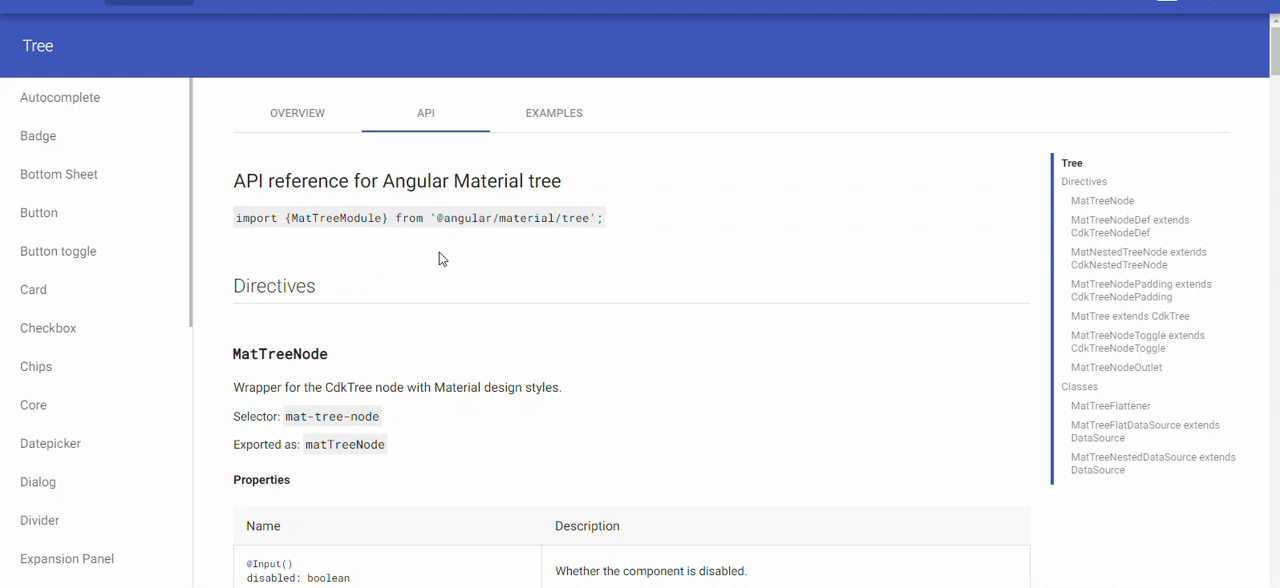 Tree
Autocomplete
Badge
Bottom Sheet
Button
Button toggle
Card
Checkbox
Chips
Core
Datepicker
Dialog
Divider
Expansion Panel
OVERVIEW
API
EXAMPLES
API reference for Angular Material tree
import {MatTreeModule} from '@angular/material/tree';
Directives
MatTreeNode
Wrapper for the CdkTree node with Material design styles.
Selector: mat-tree-node
Exported as: matTreeNode
Properties
Name
Description
@Input()
disabled: boolean
Whether the component is disabled.
Tree
Directives
MatTreeNode
MatTreeNodeDef extends
CdkTreeNodeDef
MatNestedTreeNode extends
CdkNestedTreeNode
MatTreeNodePadding extends
CdkTreeNodePadding
MatTree extends CdkTree
MatTreeNodeToggle extends
CdkTreeNodeToggle
MatTreeNodeOutlet
Classes
MatTreeFlattener
MatTreeFlatDataSource extends
DataSource
MatTreeNestedDataSource extends
DataSource